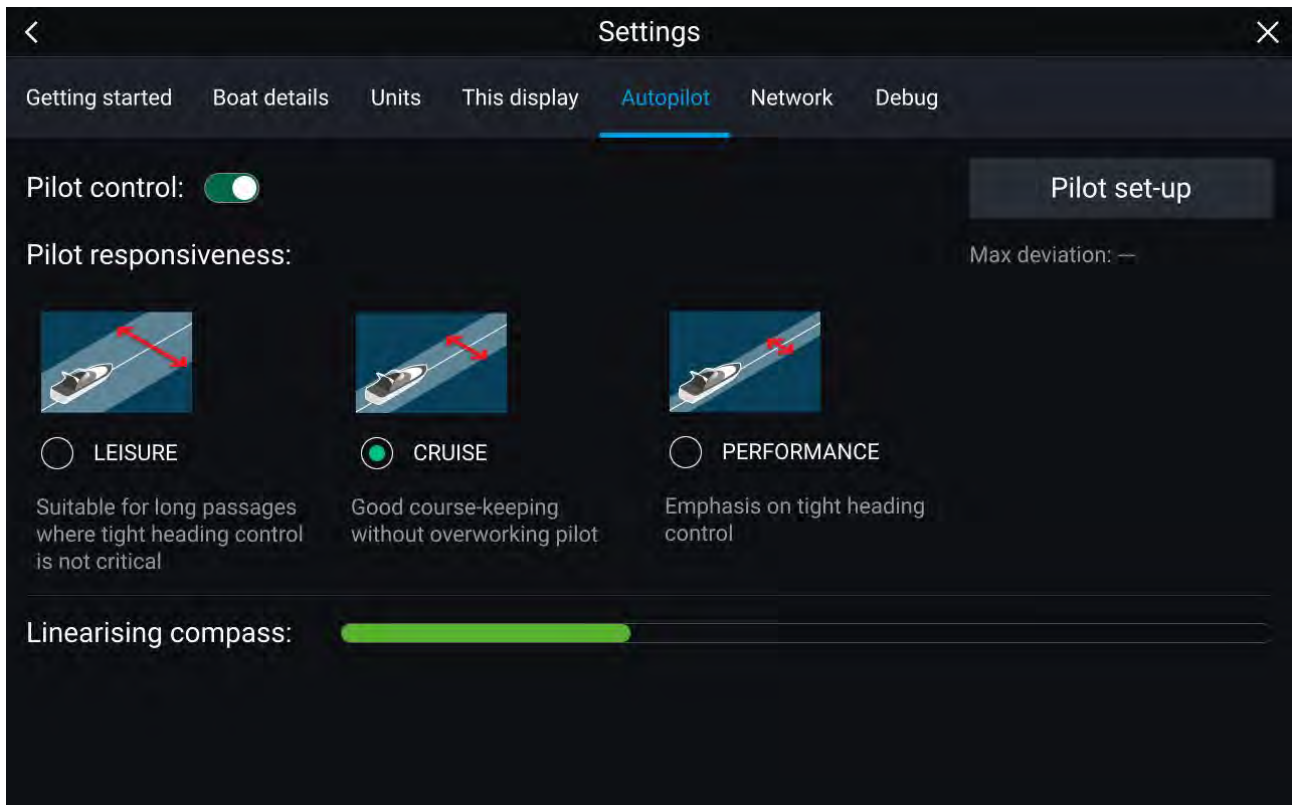 Settings
Getting started Boat details Units This display Autopilot Network Debug
Pilot control:
Pilot set-up
Pilot responsiveness:
Max deviation: —
LEISURE
CRUISE
PERFORMANCE
Suitable for long passages
where tight heading control
is not critical
Good course-keeping
without overworking pilot
Emphasis on tight heading
control
Linearising compass: